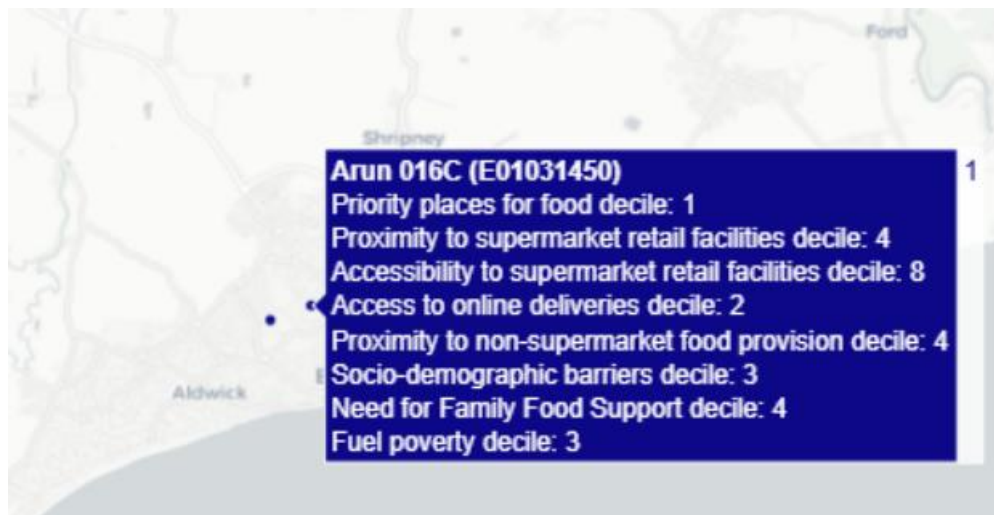 Ford
Shripney
Arun 016C (E01031450)
1
Priority places for food decile: 1
Proximity to supermarket retail facilities decile: 4
Accessibility to supermarket retail facilities decile: 8
Access to online deliveries decile: 2
Proximity to non-supermarket food provision decile: 4
Socio-demographic barriers decile: 3
Aldwick
Need for Family Food Support decile: 4
Fuel poverty decile: 3